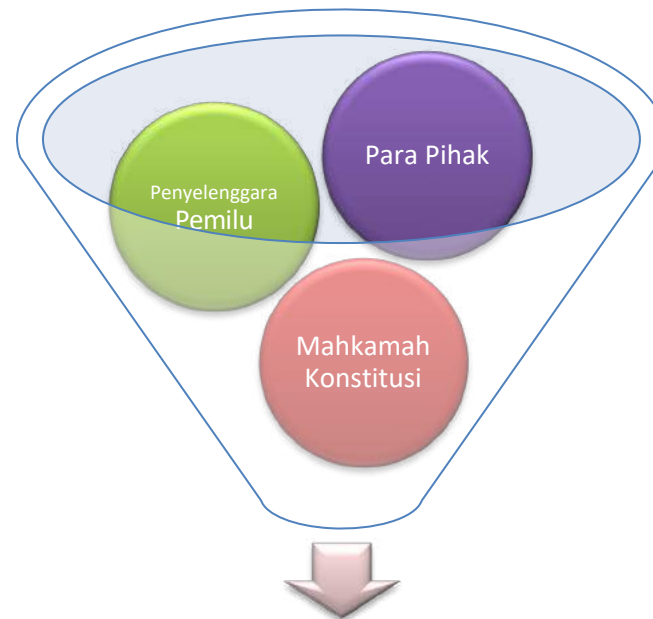 Para Pihak
Penyelenggara
Pemilu
Mahkamah
Konstitusi